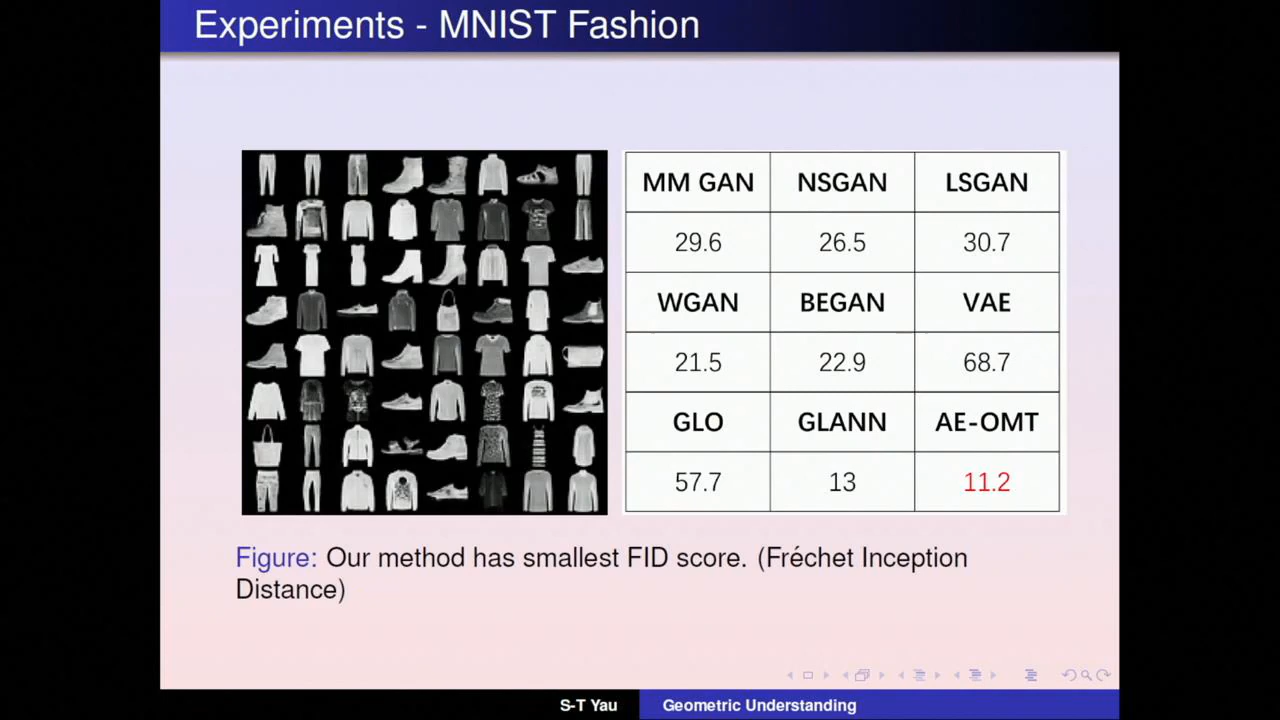 Experiments - MNIST Fashion
MM GAN NSGAN LSGAN
29.6 26.5 30.7
WGAN BEGAN VAE
21.5 22.9 68.7
GLO GLANN AE-OMT
57.7 13 11.2
Figure: Our method has smallest FID score. (Fréchet Inception
Distance)
S-T Yau Geometric Understanding